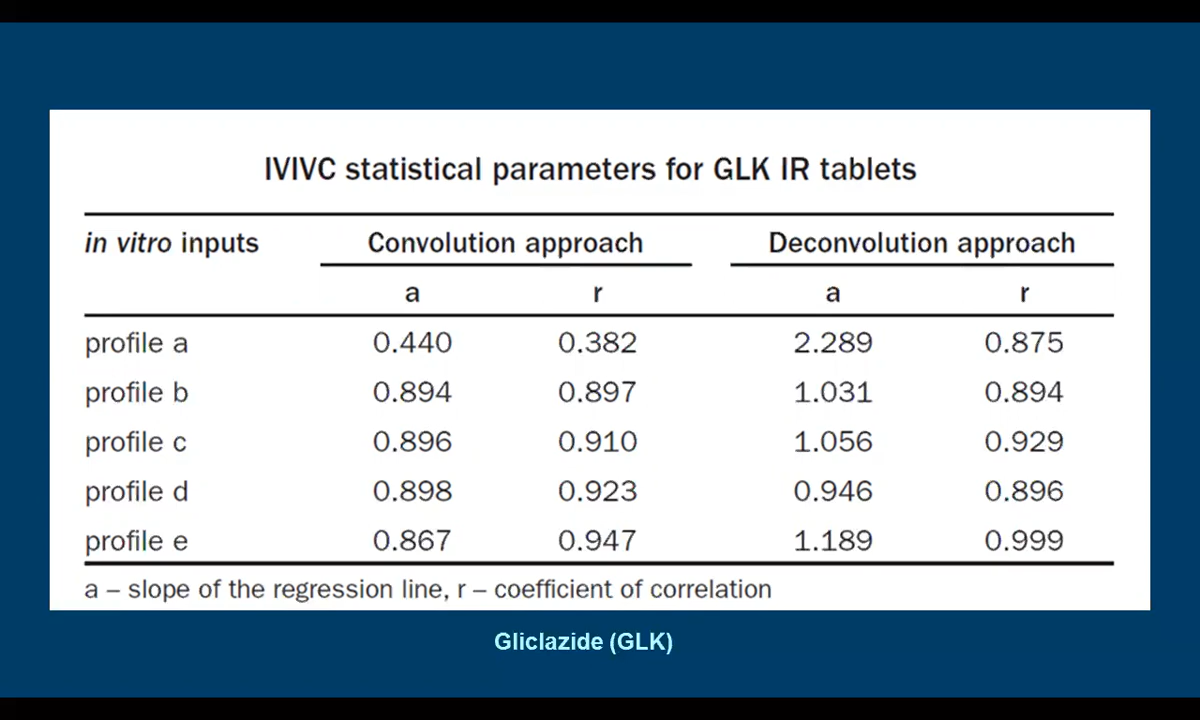 IVIVC statistical parameters for GLK IR tablets
in vitro inputs Convolution approach Deconvolution approach
a r a r
profile a 0.440 0.382 2.289 0.875
profile b 0.894 0.897 1.031 0.894
profile c 0.896 0.910 1.056 0.929
profile d 0.898 0.923 0.946 0.896
profile e 0.867 0.947 1.189 0.999
a – slope of the regression line, r – coefficient of correlation
Gliclazide (GLK)